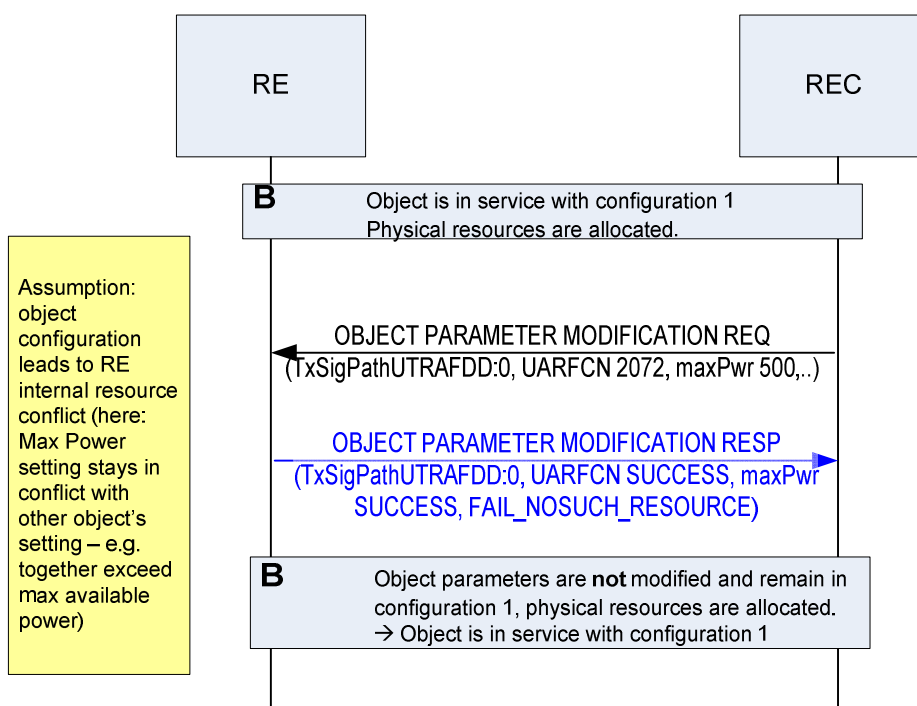 RE
REC
B
Object is in service with configuration 1
Physical resources are allocated.
Assumption:
object
configuration
leads to RE
internal resource
conflict (here:
Max Power
setting stays in
conflict with
other object's
setting – e.g.
together exceed
max available
power)
OBJECT PARAMETER MODIFICATION REQ
(TxSigPathUTRAFDD:0, UARFCN 2072, maxPwr 500,..)
OBJECT PARAMETER MODIFICATION RESP
(TxSigPathUTRAFDD:0, UARFCN SUCCESS, maxPwr
SUCCESS, FAIL_NOSUCH_RESOURCE)
B
Object parameters are not modified and remain in
configuration 1, physical resources are allocated.
→ Object is in service with configuration 1